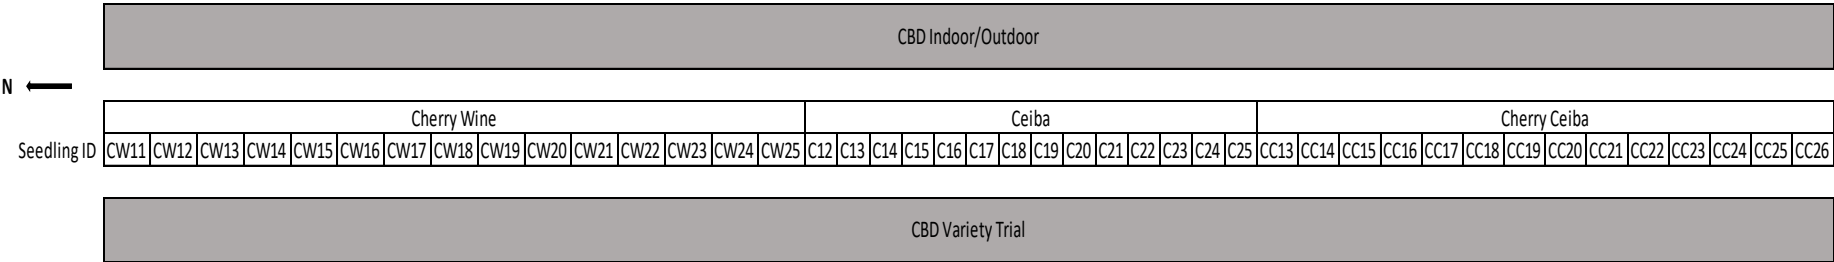 CBD Indoor/Outdoor
N
Cherry Wine Ceiba Cherry Ceiba
Seedling ID CW11 CW12 CW13 CW14 CW15 CW16 CW17 CW18 CW19 CW20 CW21 CW22 CW23 CW24 CW25 C12 C13 C14 C15 C16 C17 C18 C19 C20 C21 C22 C23 C24 C25 CC13 CC14 CC15 CC16 CC17 CC18 CC19 CC20 CC21 CC22 CC23 CC24 CC25 CC26
CBD Variety Trial